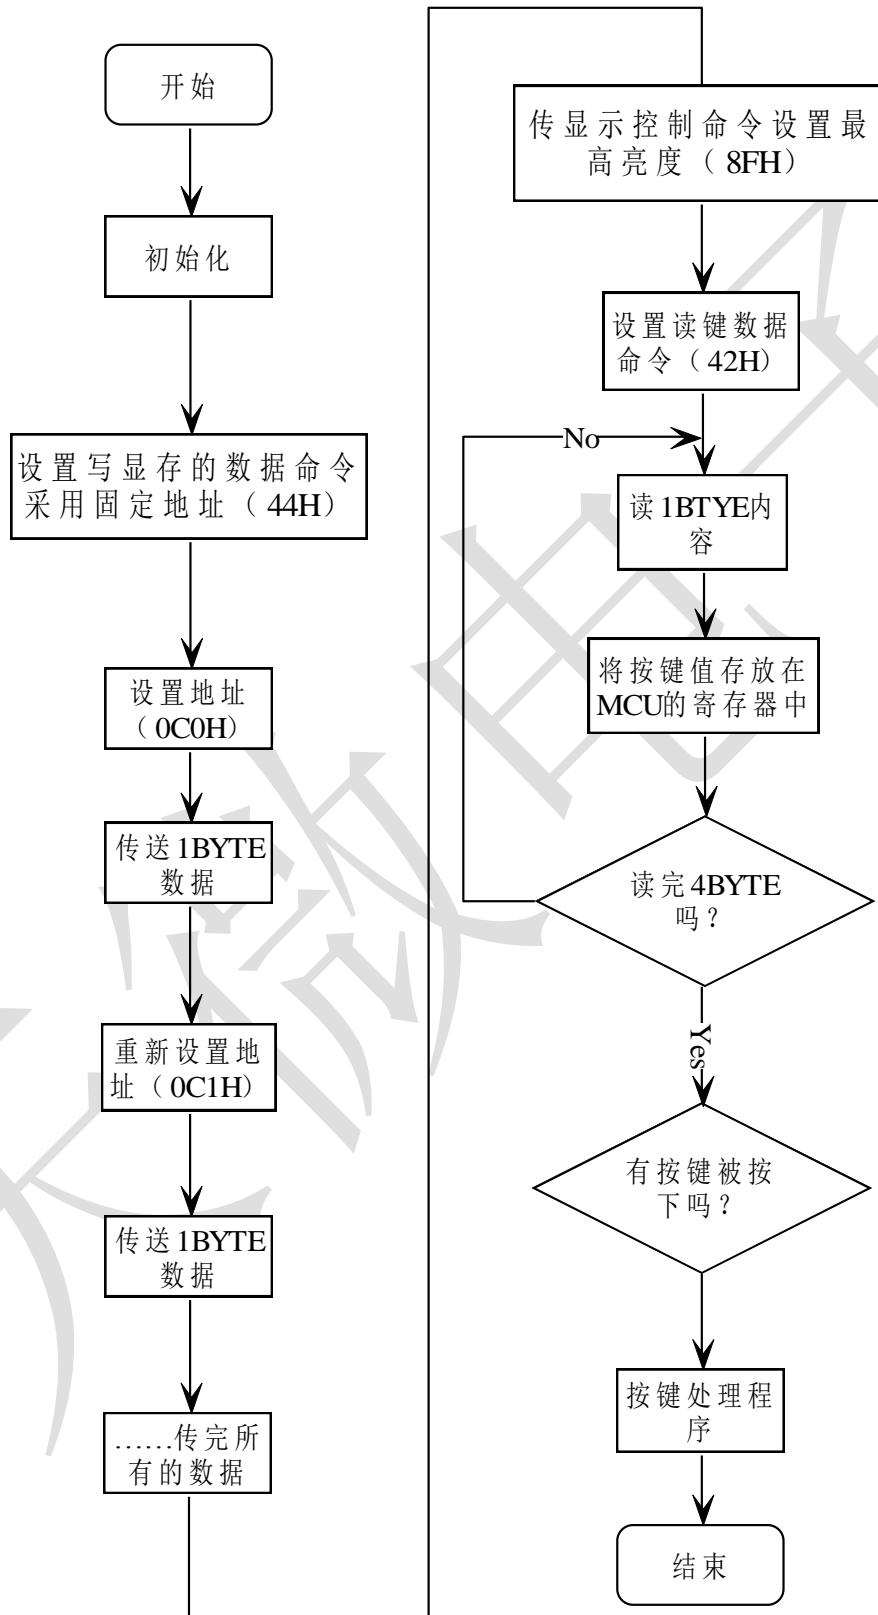 开始
初始化
设置写显存的数据命令
采用固定地址（44H）
设置地址
（0C0H）
传送1BYTE
数据
重新设置地
址（0C1H）
传送1BYTE
数据
……传完所
有的数据
传显示控制命令设置最
高亮度（8FH）
设置读键数据
命令（42H）
No
读1BTYE内
容
将按键值存放在
MCU的寄存器中
读完4BYTE
吗？
Yes
有按键被按
下吗？
按键处理程
序
结束